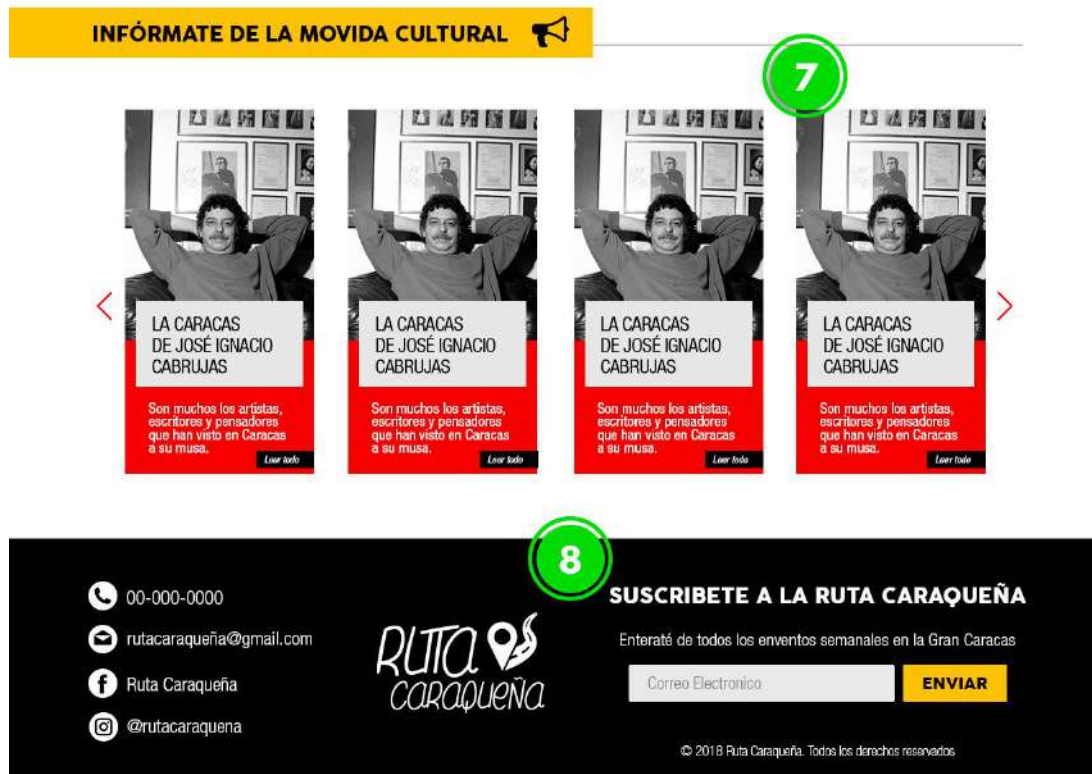 INFÓRMATE DE LA MOVIDA CULTURAL
7
LA CARACAS
DE JOSÉ IGNACIO
CABRUJAS
Son muchos los artistas,
escritores y pensadores
que han visto en Caracas
a su musa.
Leer todo
LA CARACAS
DE JOSÉ IGNACIO
CABRUJAS
Son muchos los artistas,
escritores y pensadores
que han visto en Caracas
a su musa.
Leer todo
LA CARACAS
DE JOSÉ IGNACIO
CABRUJAS
Son muchos los artistas,
escritores y pensadores
que han visto en Caracas
a su musa.
Leer todo
LA CARACAS
DE JOSÉ IGNACIO
CABRUJAS
Son muchos los artistas,
escritores y pensadores
que han visto en Caracas
a su musa.
Leer todo
8
00-000-0000
rutacaraqueña@gmail.com
Ruta Caraqueña
@rutacaraquena
RUTA
CARAQUEÑA
SUSCRIBETE A LA RUTA CARAQUEÑA
Enteraté de todos los enventos semanales en la Gran Caracas
Correo Electronico
ENVIAR
© 2018 Ruta Caraqueña. Todos los derechos reservados